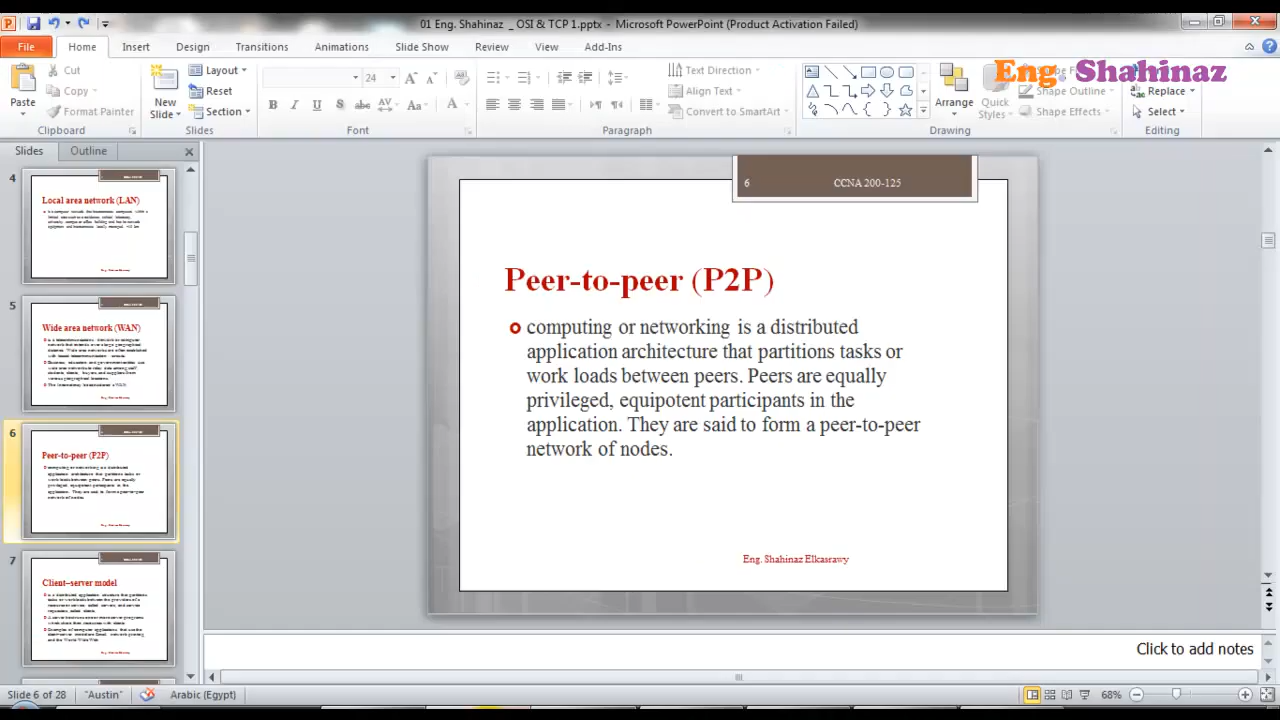 01 Eng. Shahinaz _ OSI & TCP 1.pptx - Microsoft PowerPoint (Product Activation Failed)
File Home Insert Design Transitions Animations Slide Show Review View Add-Ins
Eng. Shahinaz
Paste
Cut
Copy
Format Painter
Clipboard
New
Slide
Layout
Reset
Section
Slides
24
Font
Text Direction
Align Text
Convert to SmartArt
Paragraph
Arrange
Quick
Styles
Shape Outline
Shape Effects
Drawing
Replace
Select
Editing
Slides Outline
4
Local area network (LAN)
5
Wide area network (WAN)
6
Peer-to-peer (P2P)
7
Client–server model
6 CCNA 200-125
Peer-to-peer (P2P)
computing or networking is a distributed
application architecture that partitions tasks or
work loads between peers. Peers are equally
privileged, equipotent participants in the
application. They are said to form a peer-to-peer
network of nodes.
Eng. Shahinaz Elkasrawy
Click to add notes
Slide 6 of 28 "Austin" Arabic (Egypt) 68%